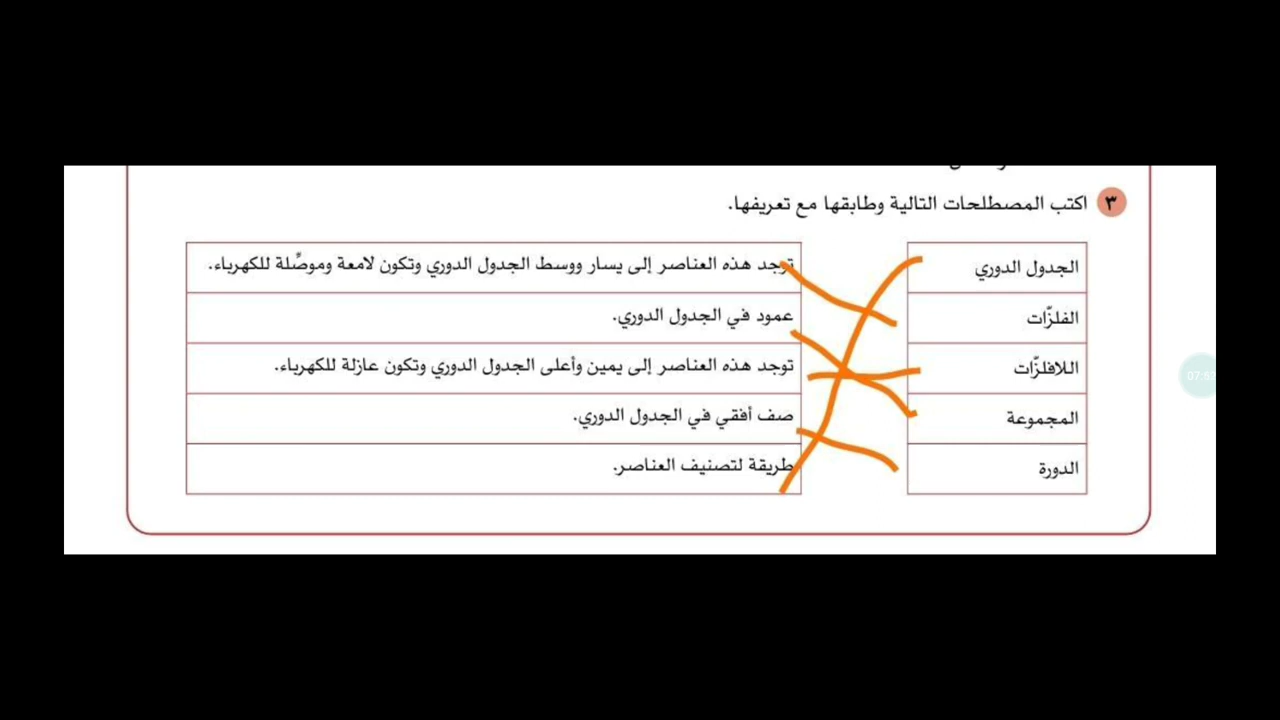 ٣ اكتب المصطلحات التالية وطابقها مع تعريفها.
الجدول الدوري توجد هذه العناصر إلى يسار ووسط الجدول الدوري وتكون لامعة وموصِّلة للكهرباء.
الفلزّات عمود في الجدول الدوري.
اللافلزّات توجد هذه العناصر إلى يمين وأعلى الجدول الدوري وتكون عازلة للكهرباء.
المجموعة صف أفقي في الجدول الدوري.
الدورة طريقة لتصنيف العناصر.